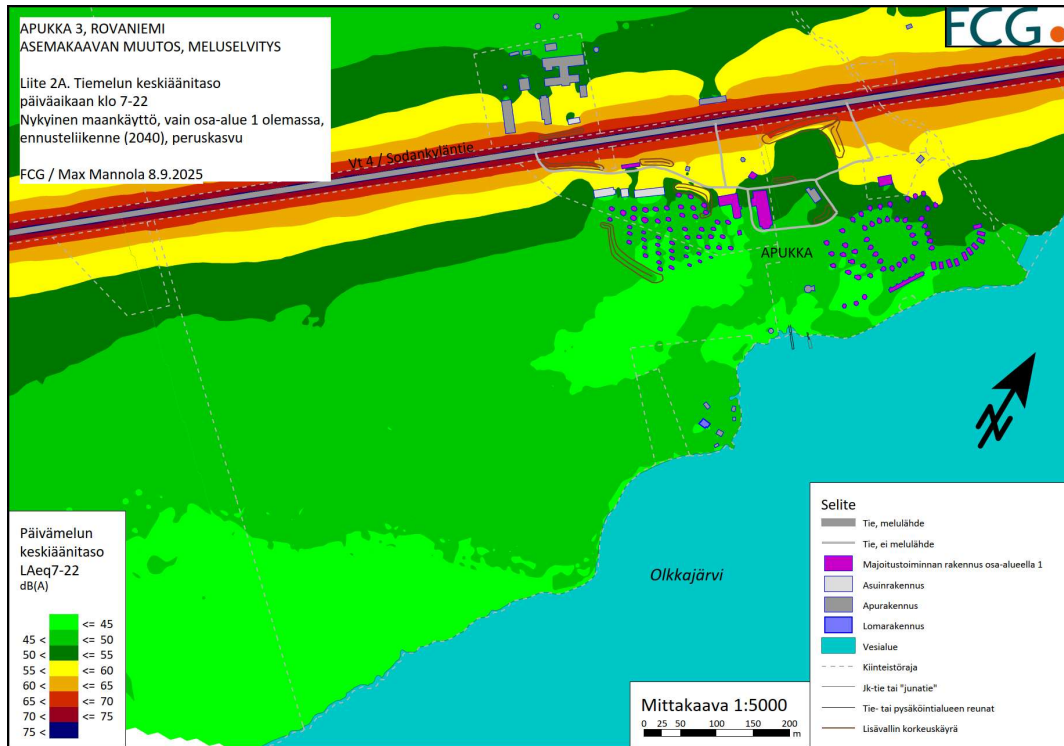 APUKKA 3, ROVANIEMI
ASEMAKAAVAN MUUTOS, MELUSELVITYS
Liite 2A. Tiemelun keskiäänitaso
päiväaikaan klo 7-22
Nykyinen maankäyttö, vain osa-alue 1 olemassa,
ennusteliikenne (2040), peruskasvu
FCG / Max Mannola 8.9.2025
FCG.
Vt 4 / Sodankyläntie
APUKKA
Olkkajärvi
Päivämelun
keskiäänitaso
LAeq7-22
dB(A)
<= 45
45 < <= 50
50 < <= 55
55 < <= 60
60 < <= 65
65 < <= 70
70 < <= 75
75 <
Mittakaava 1:5000
0 25 50 100 150 200
m
Selite
Tie, melulähde
Tie, ei melulähde
Majoitustoiminnan rakennus osa-alueella 1
Asuinrakennus
Apurakennus
Lomarakennus
Vesialue
Kiinteistöraja
Jk-tie tai "junatie"
Tie- tai pysäköintialueen reunat
Lisävallin korkeuskäyrä